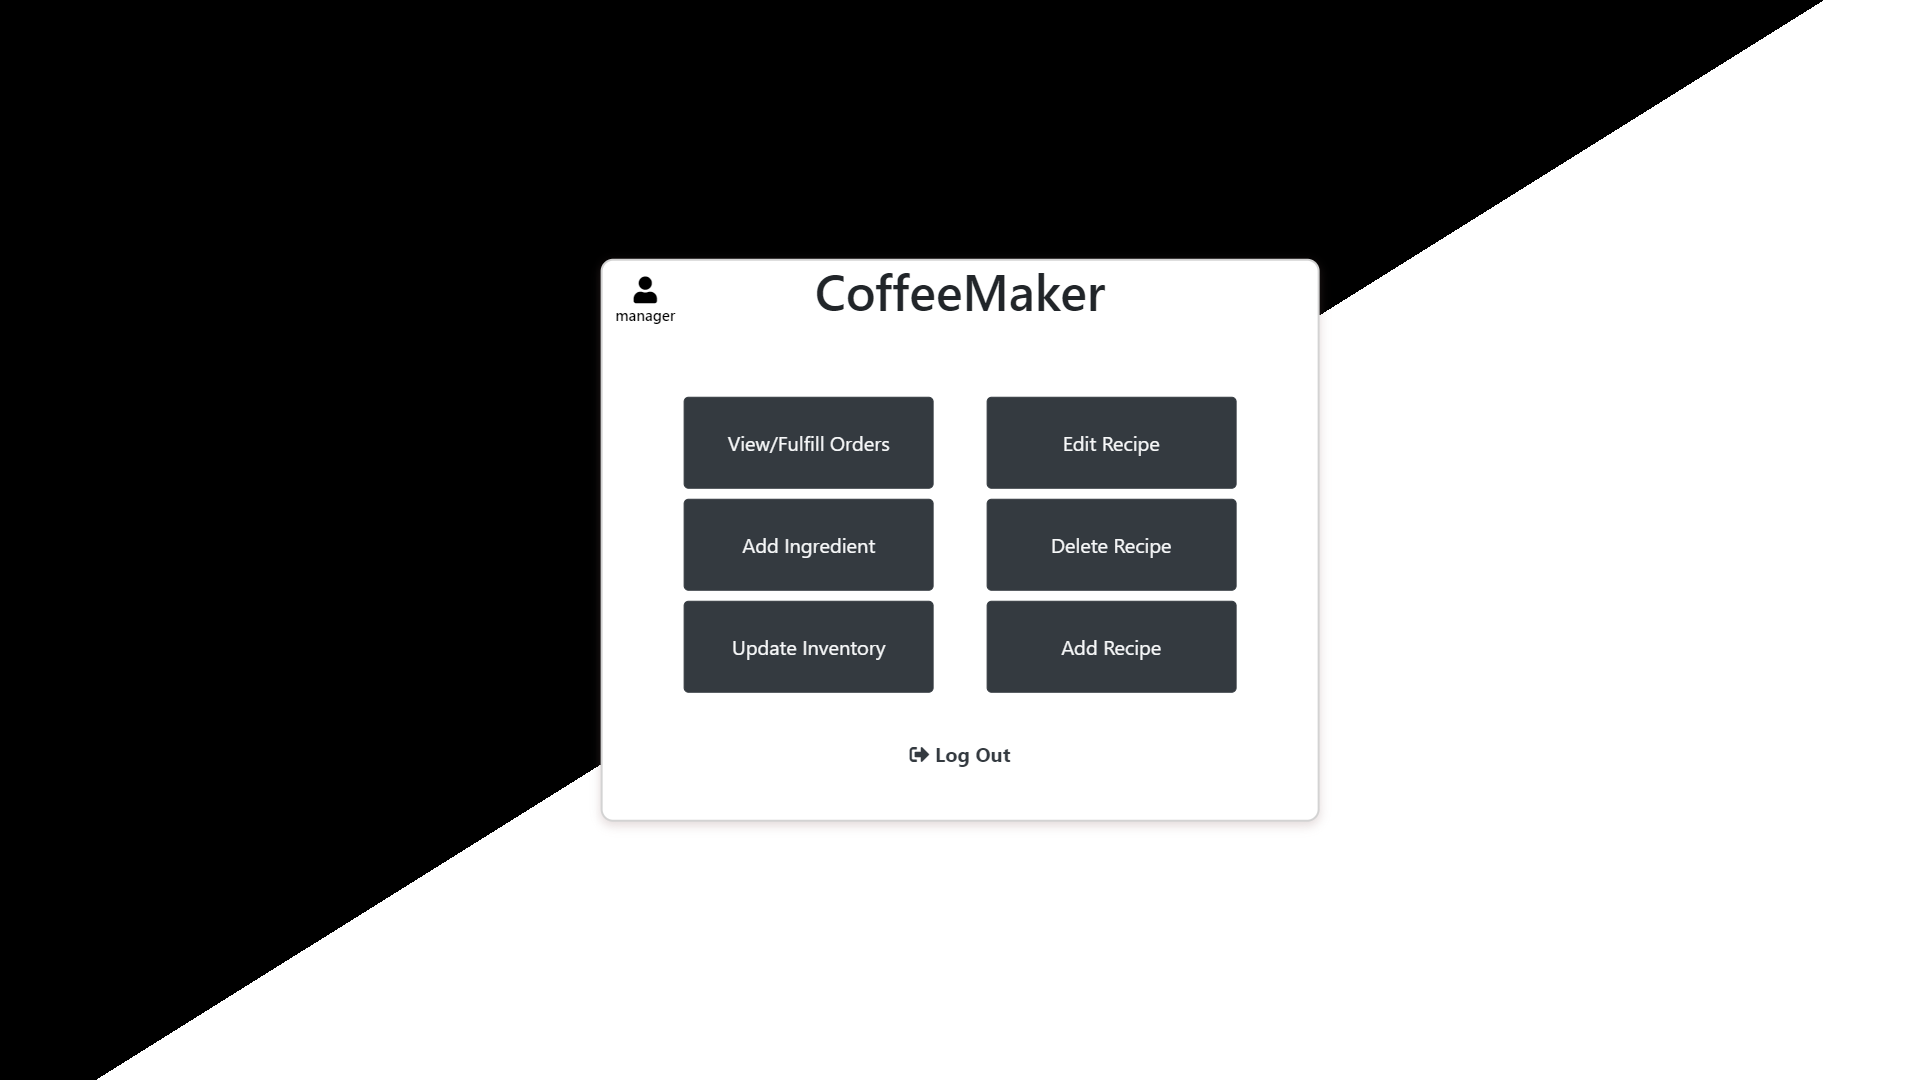 manager
CoffeeMaker
View/Fulfill Orders
Edit Recipe
Add Ingredient
Delete Recipe
Update Inventory
Add Recipe
Log Out